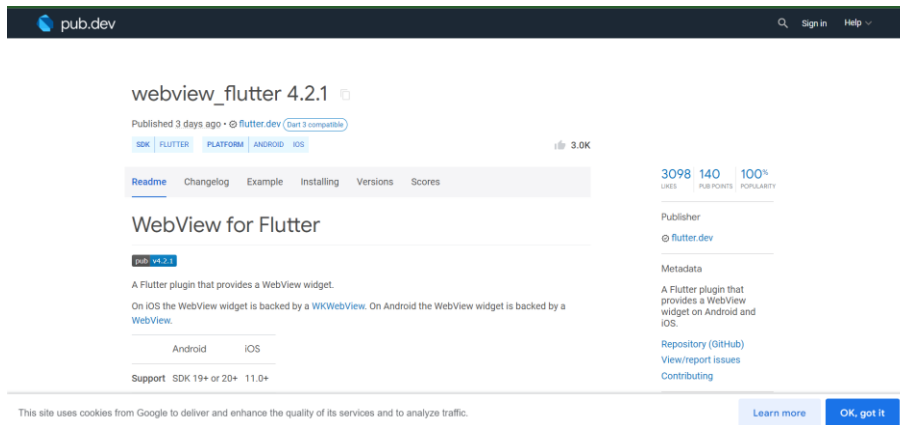 pub.dev
Sign in
Help
webview_flutter 4.2.1
Published 3 days ago • flutter.dev Dart 3 compatible
SDK FLUTTER PLATFORM ANDROID IOS
3.0K
Readme Changelog Example Installing Versions Scores
WebView for Flutter
pub v4.2.1
A Flutter plugin that provides a WebView widget.
On iOS the WebView widget is backed by a WKWebView. On Android the WebView widget is backed by a
WebView.
Android iOS
Support SDK 19+ or 20+ 11.0+
3098 140 100%
LIKES PUB POINTS POPULARITY
Publisher
flutter.dev
Metadata
A Flutter plugin that
provides a WebView
widget on Android and
iOS.
Repository (GitHub)
View/report issues
Contributing
This site uses cookies from Google to deliver and enhance the quality of its services and to analyze traffic.
Learn more
OK, got it